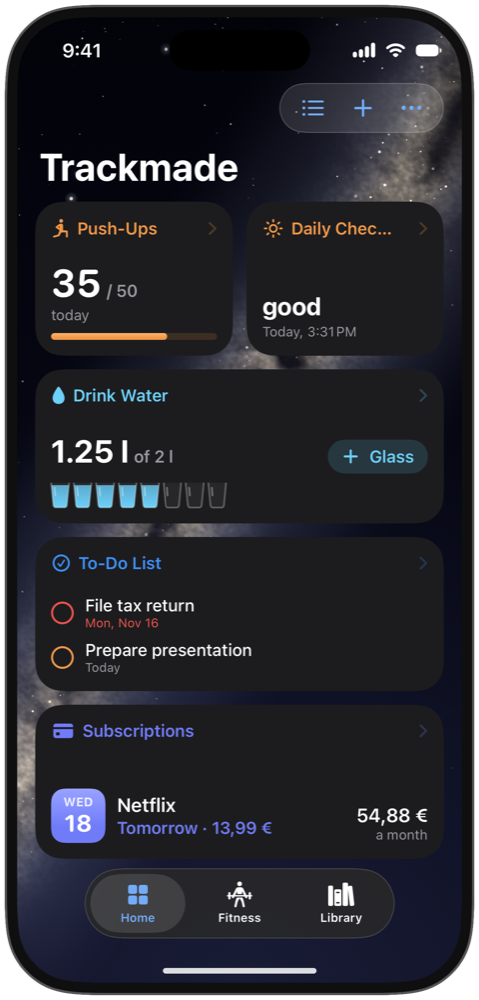 9:41
Trackmade
Push-Ups
35 / 50
today
Daily Chec...
good
Today, 3:31 PM
Drink Water
1.25 l of 2 l
+ Glass
To-Do List
File tax return
Mon, Nov 16
Prepare presentation
Today
Subscriptions
WED
18
Netflix
Tomorrow · 13,99 €
54,88 €
a month
Home
Fitness
Library